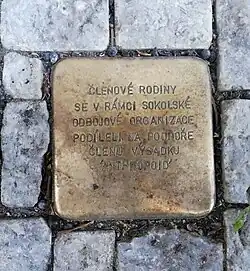 ČLENOVÉ RODINY
SE V RÁMCI SOKOLSKÉ
ODBOJOVÉ ORGANIZACE
PODÍLELI NA PODPOŘE
ČLENŮ VÝSADKU
ANTHROPOID